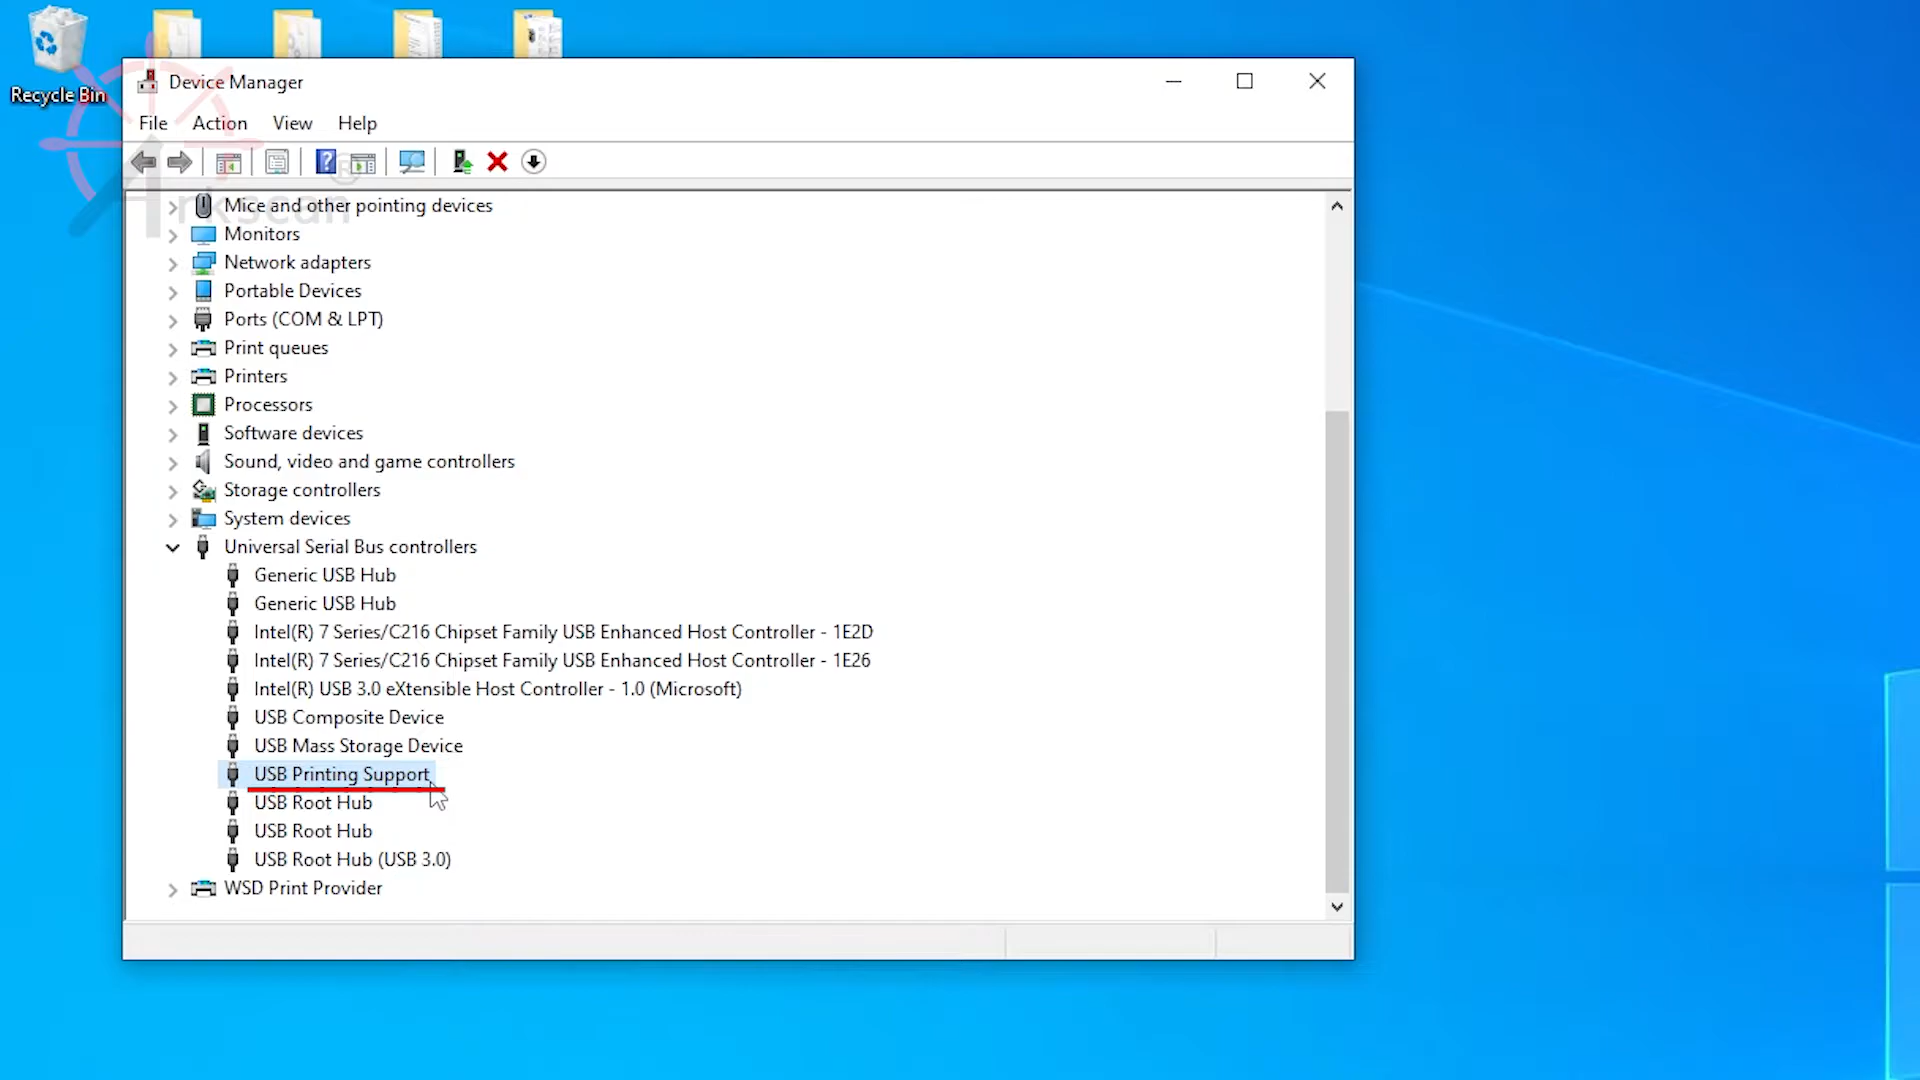 Recycle Bin
Device Manager
File Action View Help
Arkscan®
Mice and other pointing devices
Monitors
Network adapters
Portable Devices
Ports (COM & LPT)
Print queues
Printers
Processors
Software devices
Sound, video and game controllers
Storage controllers
System devices
Universal Serial Bus controllers
Generic USB Hub
Generic USB Hub
Intel(R) 7 Series/C216 Chipset Family USB Enhanced Host Controller - 1E2D
Intel(R) 7 Series/C216 Chipset Family USB Enhanced Host Controller - 1E26
Intel(R) USB 3.0 eXtensible Host Controller - 1.0 (Microsoft)
USB Composite Device
USB Mass Storage Device
USB Printing Support
USB Root Hub
USB Root Hub
USB Root Hub (USB 3.0)
WSD Print Provider